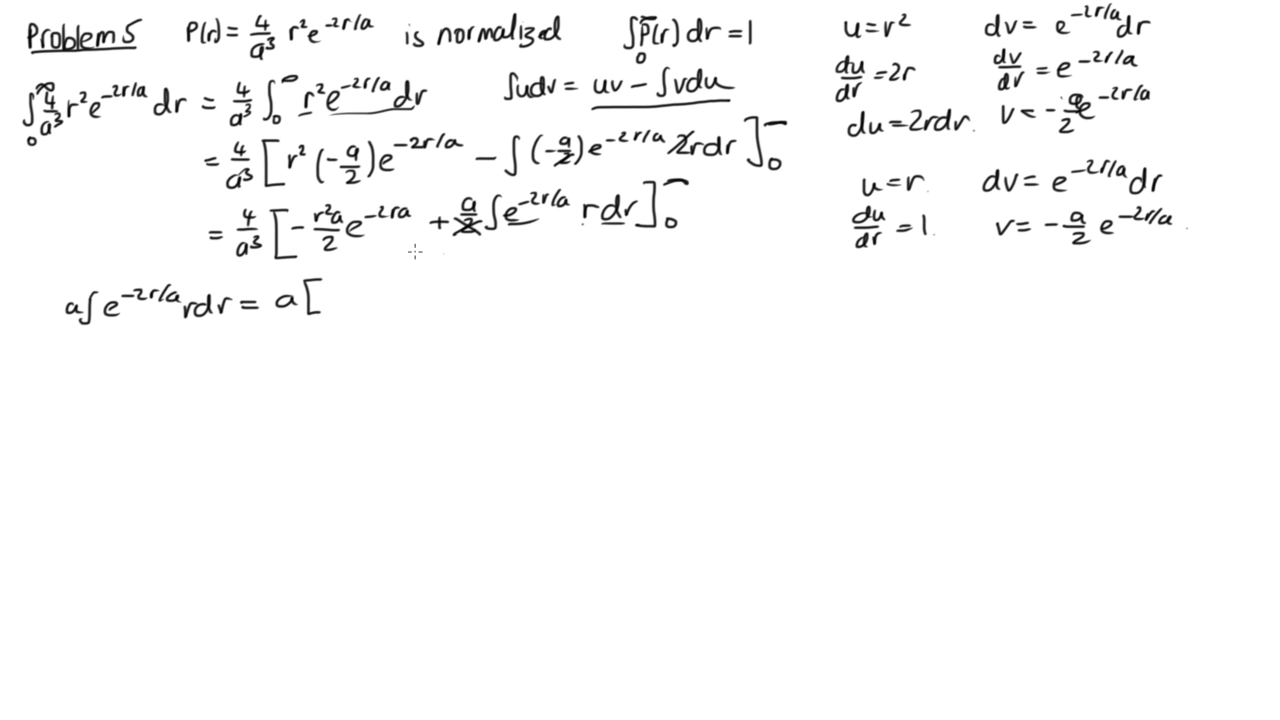 Problem 5 P(r) = 4/a³ r² e^(-2r/a) is normalized ∫₀^∞ P(r) dr = 1
∫₀^∞ 4/a³ r² e^(-2r/a) dr = 4/a³ ∫₀^∞ r² e^(-2r/a) dr ∫udv = uv - ∫vdu
= 4/a³ [ r² (-a/2) e^(-2r/a) - ∫ (-a/2) e^(-2r/a) 2rdr ]₀^∞
= 4/a³ [ - r²a/2 e^(-2ra) + a/2 ∫ e^(-2r/a) rdr ]₀^∞
a∫ e^(-2r/a) rdr = a [
u = r² dv = e^(-2r/a) dr
du/dr = 2r dv/dr = e^(-2r/a)
du = 2rdr. v = - a/2 e^(-2r/a)
u = r. dv = e^(-2r/a) dr
du/dr = 1. v = - a/2 e^(-2r/a).